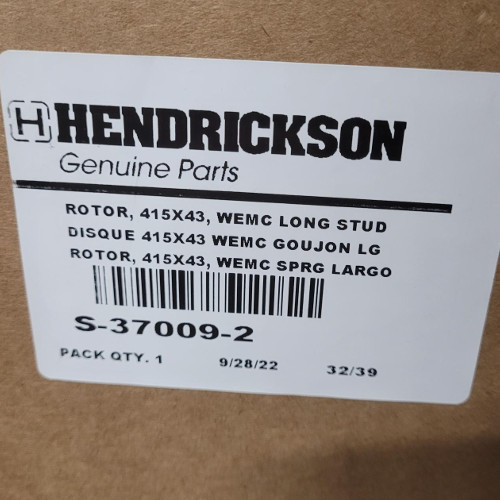 H HENDRICKSON
Genuine Parts
ROTOR, 415X43, WEMC LONG STUD
DISQUE 415X43 WEMC GOUJON LG
ROTOR, 415X43, WEMC SPRG LARGO
S-37009-2
PACK QTY. 1 9/28/22 32/39